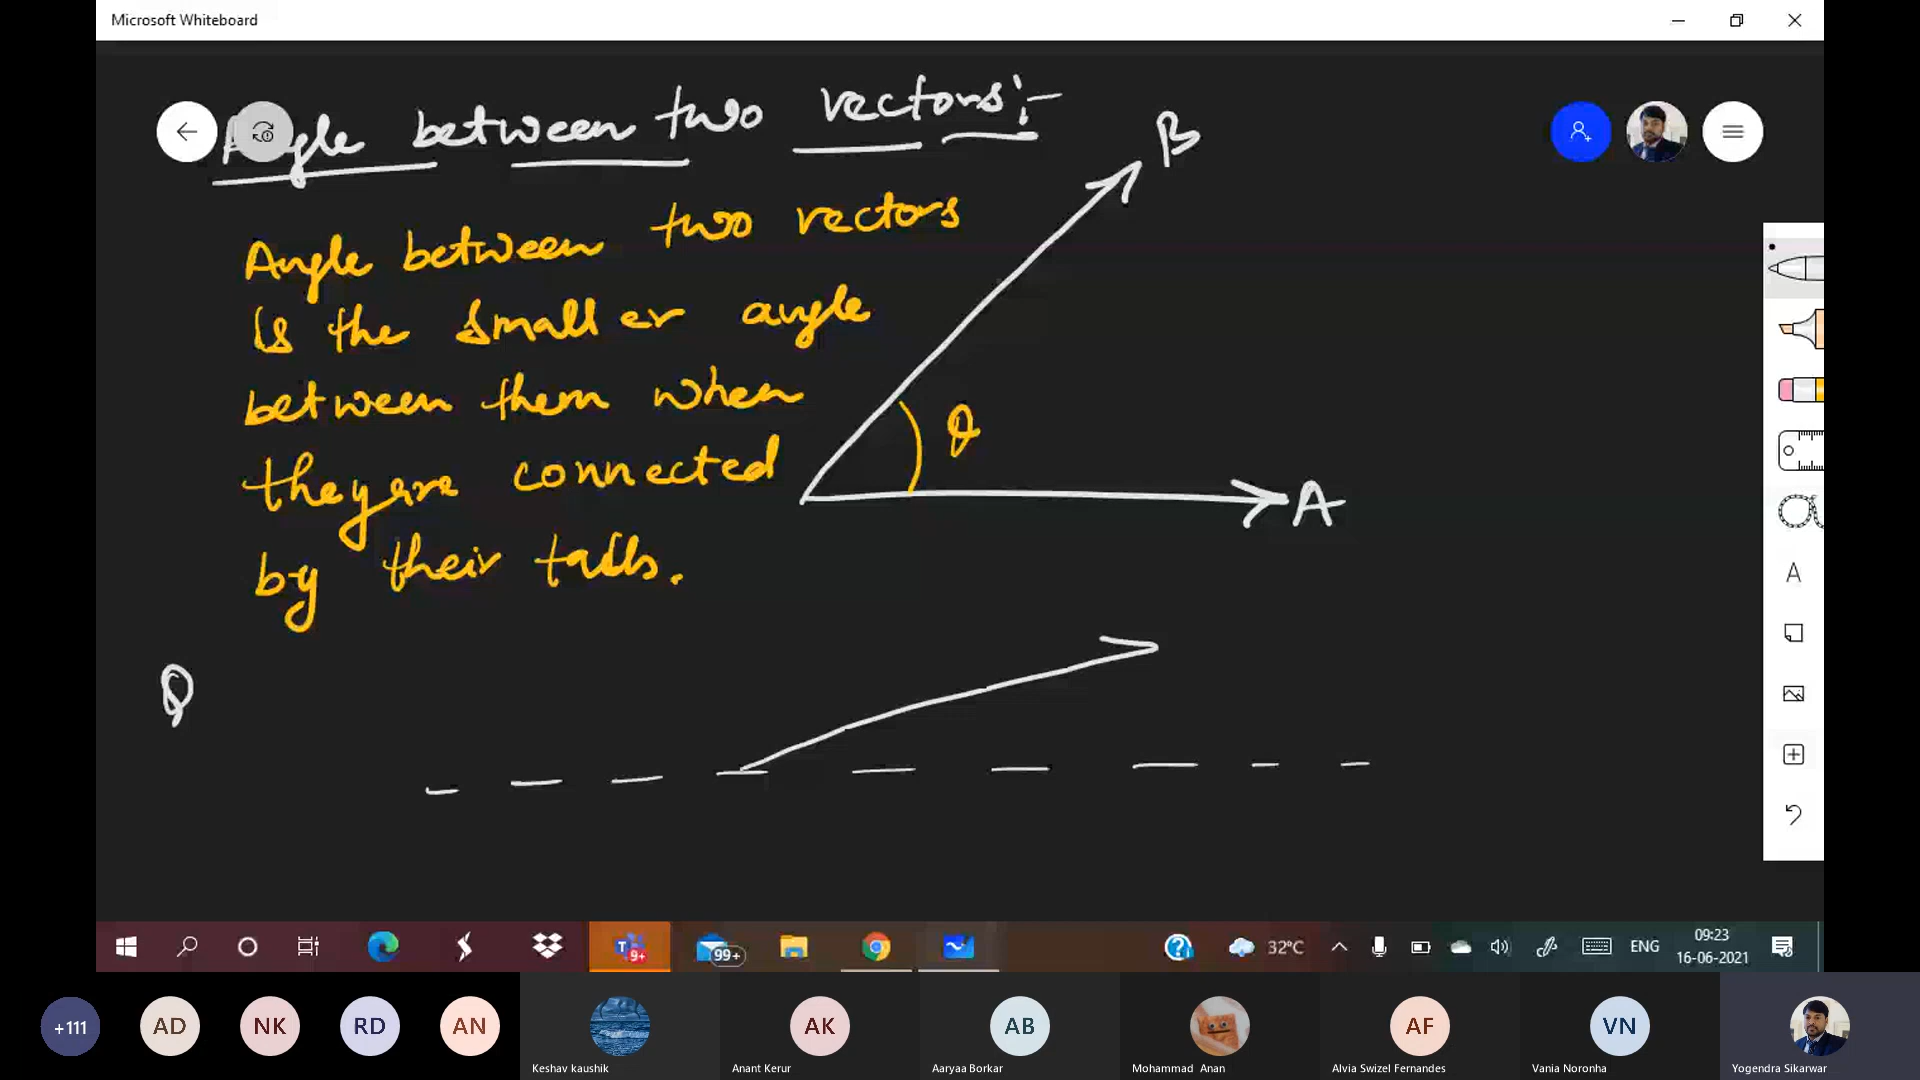 Microsoft Whiteboard
Angle between two vectors:-
B
Angle between two vectors
is the smaller angle
between them when
they are connected
by their tails.
θ
A
Q
A
9+
99+
32°C
ENG
09:23
16-06-2021
+111
AD
NK
RD
AN
AK
AB
AF
VN
Keshav kaushik
Anant Kerur
Aaryaa Borkar
Mohammad Anan
Alvia Swizel Fernandes
Vania Noronha
Yogendra Sikarwar